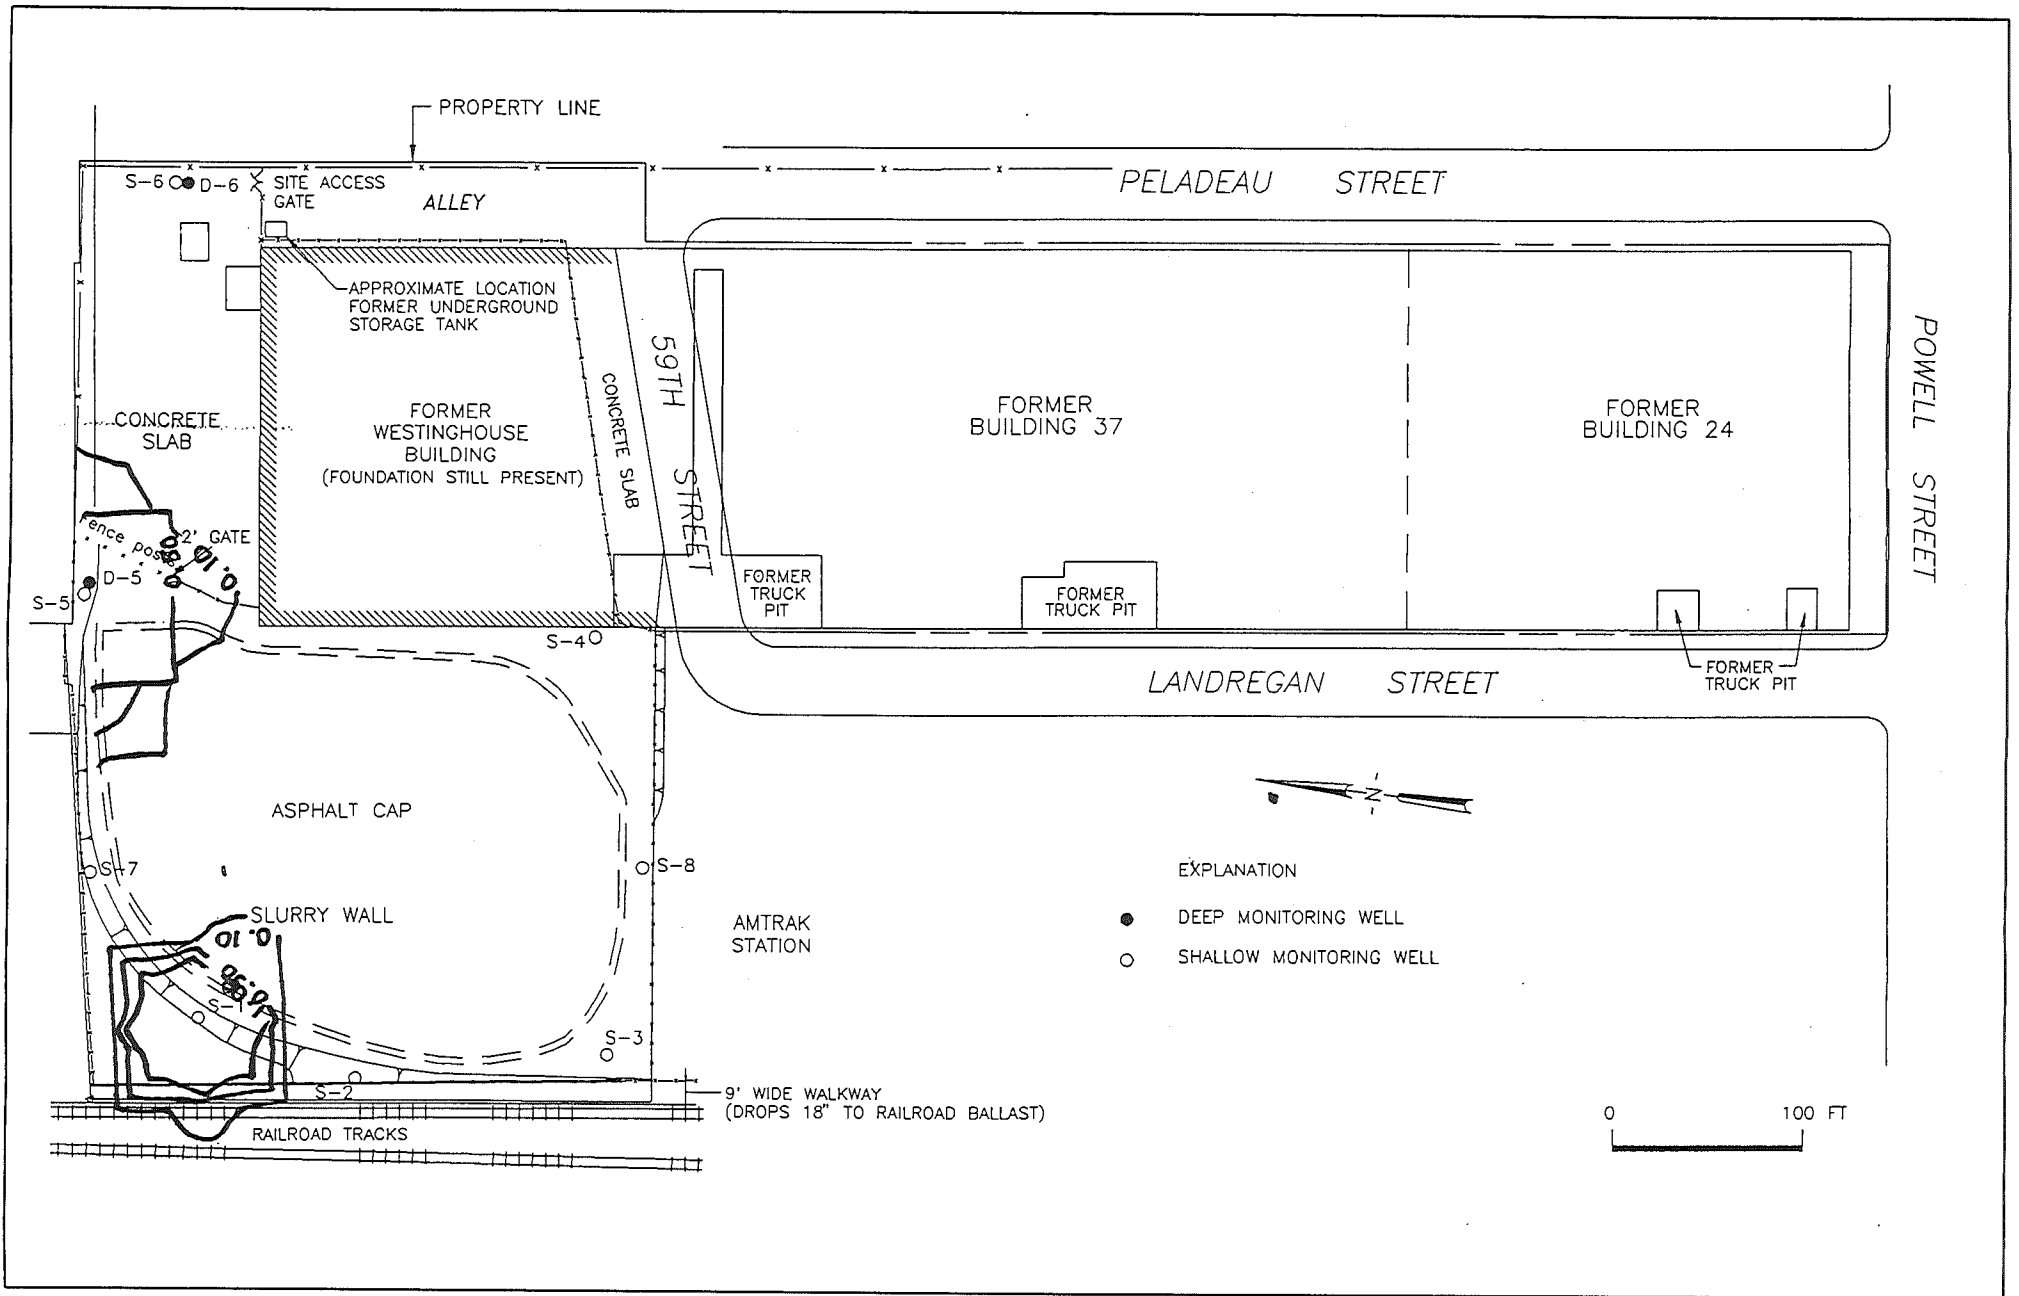 PROPERTY LINE
S-6
D-6
SITE ACCESS
GATE
ALLEY
PELADEAU STREET
APPROXIMATE LOCATION
FORMER UNDERGROUND
STORAGE TANK
59TH STREET
POWELL STREET
CONCRETE SLAB
CONCRETE
SLAB
FORMER
WESTINGHOUSE
BUILDING
(FOUNDATION STILL PRESENT)
FORMER
BUILDING 37
FORMER
BUILDING 24
2' GATE
0.10
D-5
S-5
FORMER
TRUCK
PIT
FORMER
TRUCK PIT
S-4
LANDREGAN STREET
FORMER
TRUCK PIT
N
ASPHALT CAP
S-7
S-8
EXPLANATION
SLURRY WALL
0.10
AMTRAK
STATION
DEEP MONITORING WELL
SHALLOW MONITORING WELL
S-1
S-3
S-2
9' WIDE WALKWAY
(DROPS 18" TO RAILROAD BALLAST)
RAILROAD TRACKS
0 100 FT